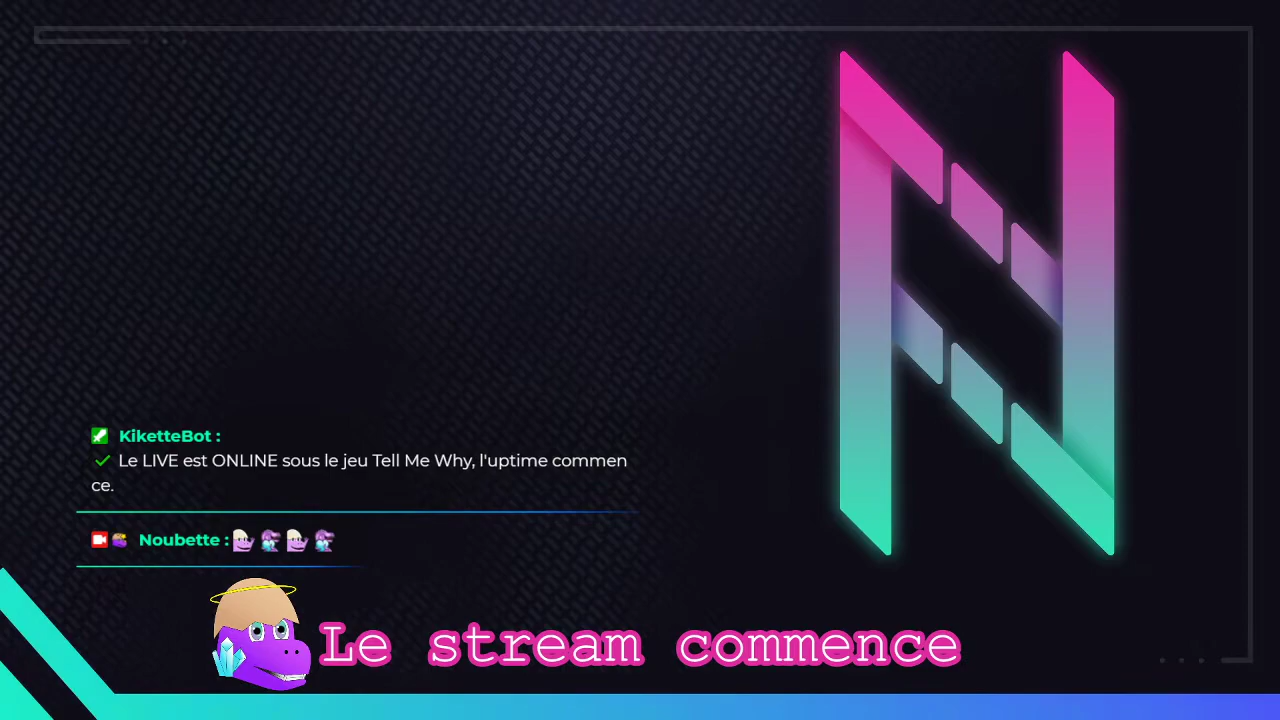 KiketteBot :
Le LIVE est ONLINE sous le jeu Tell Me Why, l'uptime commen
ce.
Noubette :
Le stream commence